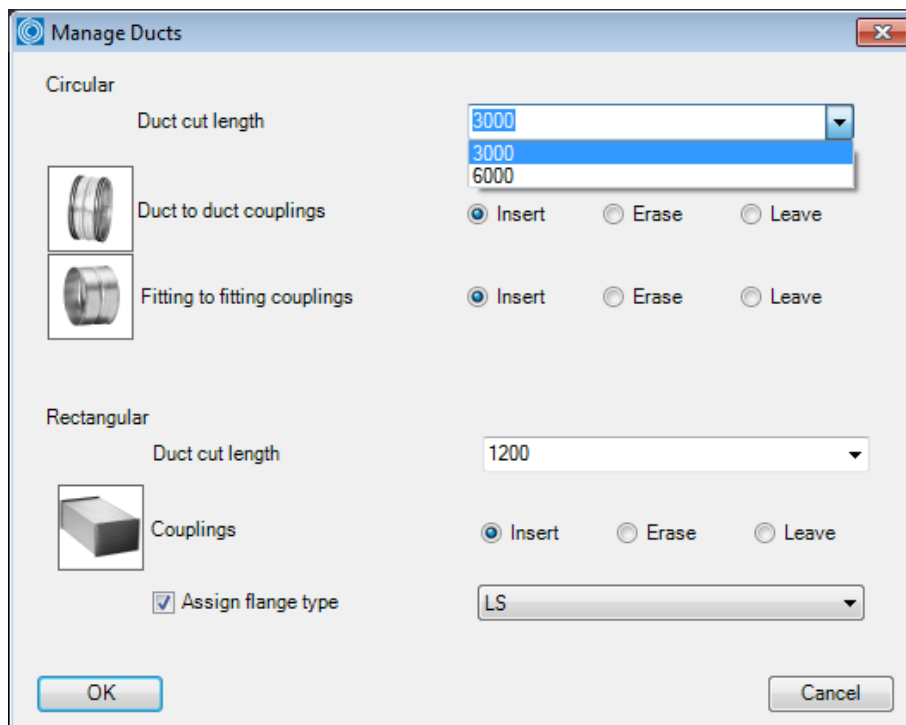 Manage Ducts
Circular
Duct cut length 3000
3000
6000
Duct to duct couplings Insert Erase Leave
Fitting to fitting couplings Insert Erase Leave
Rectangular
Duct cut length 1200
Couplings Insert Erase Leave
Assign flange type LS
OK Cancel